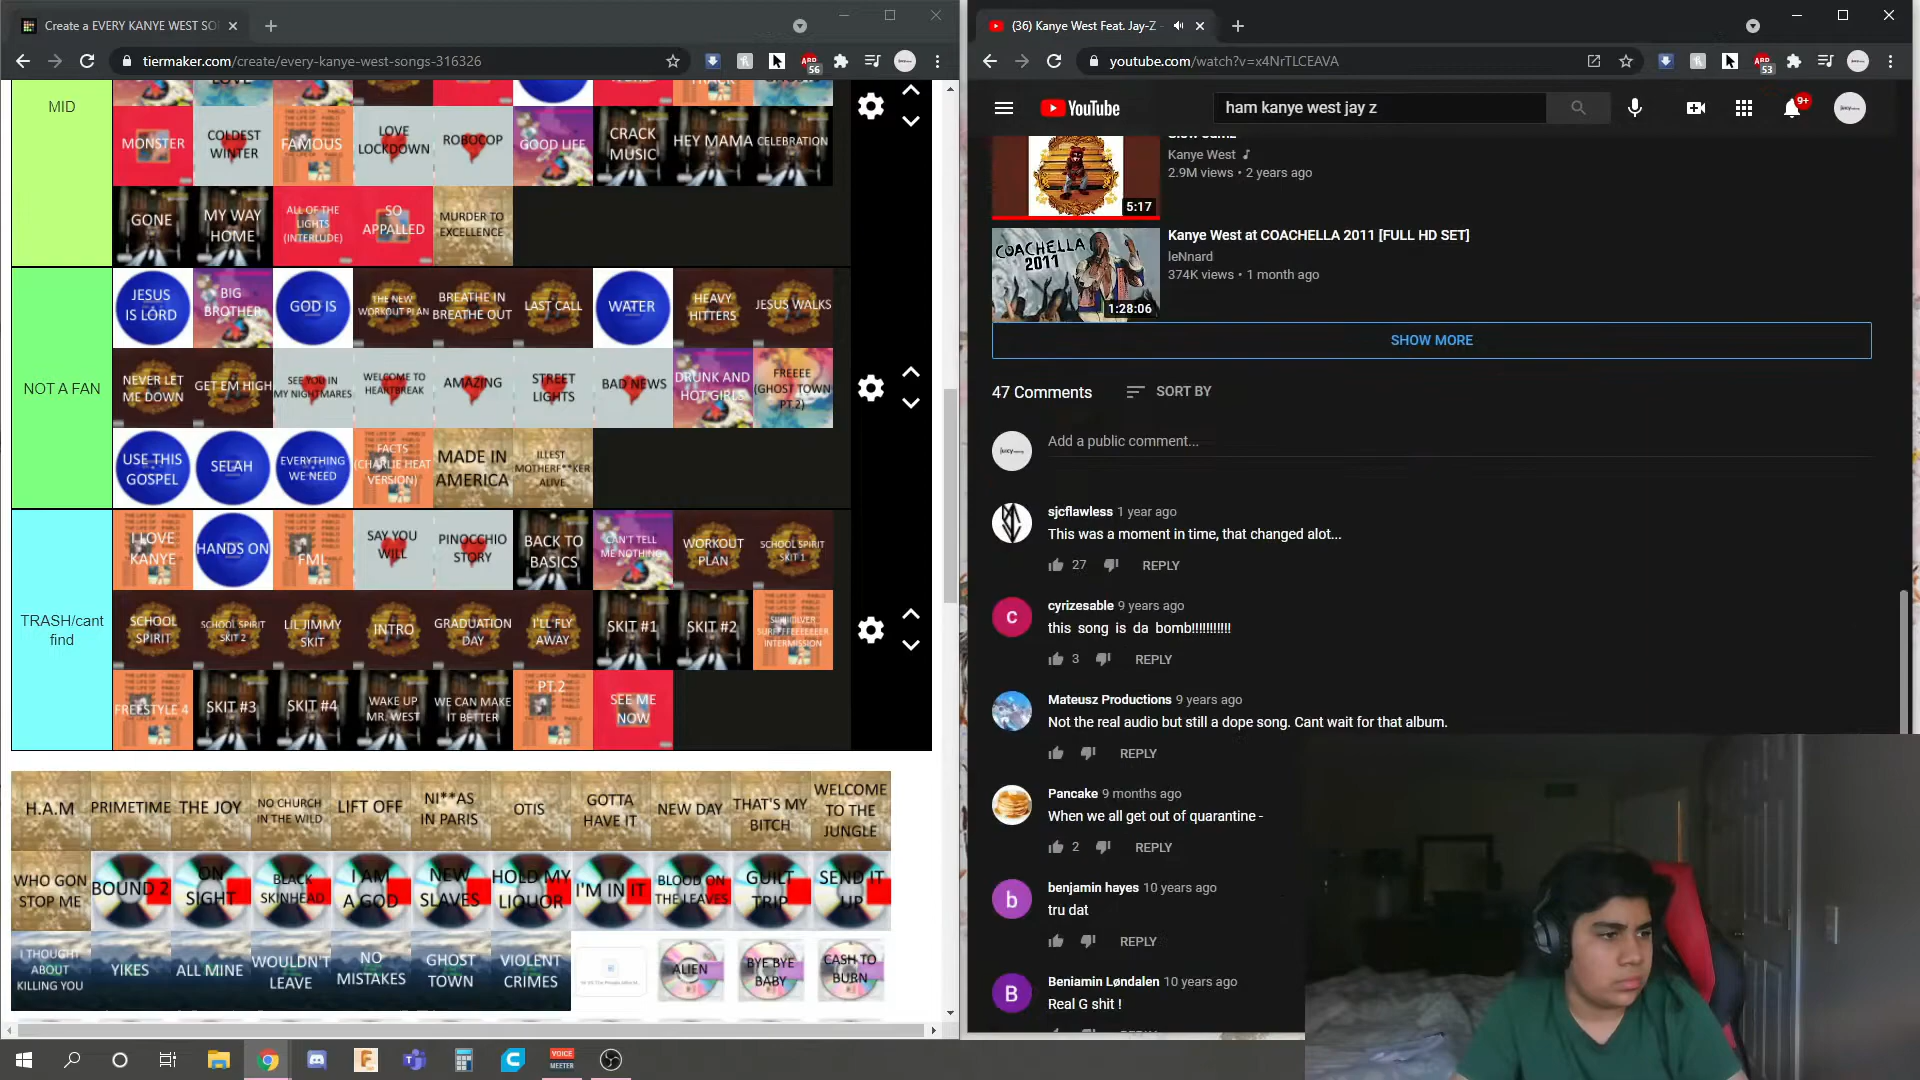 Create a EVERY KANYE WEST SO
tiermaker.com/create/every-kanye-west-songs-316326
56
MID
LOVE
TRACK
MONSTER
COLDEST WINTER
FAMOUS
LOVE LOCKDOWN
ROBOCOP
GOOD LIFE
CRACK MUSIC
HEY MAMA
CELEBRATION
GONE
MY WAY HOME
ALL OF THE LIGHTS (INTERLUDE)
SO APPALLED
MURDER TO EXCELLENCE
NOT A FAN
JESUS IS LORD
BIG BROTHER
GOD IS
THE NEW WORKOUT PLAN
BREATHE IN BREATHE OUT
LAST CALL
WATER
HEAVY HITTERS
JESUS WALKS
NEVER LET ME DOWN
GET EM HIGH
SEE YOU IN MY NIGHTMARES
WELCOME TO HEARTBREAK
AMAZING
STREET LIGHTS
BAD NEWS
DRUNK AND HOT GIRLS
FREEEE (GHOST TOWN PT.2)
USE THIS GOSPEL
SELAH
EVERYTHING WE NEED
FACTS (CHARLIE HEAT VERSION)
MADE IN AMERICA
ILLEST MOTHERF**KER ALIVE
TRASH/cant find
I LOVE KANYE
HANDS ON
FML
SAY YOU WILL
PINOCCHIO STORY
BACK TO BASICS
CAN'T TELL ME NOTHING
WORKOUT PLAN
SCHOOL SPIRIT SKIT 1
SCHOOL SPIRIT
SCHOOL SPIRIT SKIT 2
LIL JIMMY SKIT
INTRO
GRADUATION DAY
I'LL FLY AWAY
SKIT #1
SKIT #2
INTERMISSION
FREESTYLE 4
SKIT #3
SKIT #4
WAKE UP MR. WEST
WE CAN MAKE IT BETTER
PT.2
SEE ME NOW
H.A.M
PRIMETIME
THE JOY
NO CHURCH IN THE WILD
LIFT OFF
NI**AS IN PARIS
OTIS
GOTTA HAVE IT
NEW DAY
THAT'S MY BITCH
WELCOME TO THE JUNGLE
WHO GON STOP ME
BOUND 2
ON SIGHT
BLACK SKINHEAD
I AM A GOD
NEW SLAVES
HOLD MY LIQUOR
I'M IN IT
BLOOD ON THE LEAVES
GUILT TRIP
SEND IT UP
I THOUGHT ABOUT KILLING YOU
YIKES
ALL MINE
WOULDN'T LEAVE
NO MISTAKES
GHOST TOWN
VIOLENT CRIMES
ALIEN
BYE BYE BABY
CASH TO BURN
VOICE MEETER
(36) Kanye West Feat. Jay-Z -
youtube.com/watch?v=x4NrTLCEAVA
53
YouTube
ham kanye west jay z
9+
Kanye West
2.9M views • 2 years ago
5:17
COACHELLA 2011
1:28:06
Kanye West at COACHELLA 2011 [FULL HD SET]
leNnard
374K views • 1 month ago
SHOW MORE
47 Comments
SORT BY
Add a public comment...
sjcflawless 1 year ago
This was a moment in time, that changed alot...
27 REPLY
cyrizesable 9 years ago
this song is da bomb!!!!!!!!!!!
3 REPLY
Mateusz Productions 9 years ago
Not the real audio but still a dope song. Cant wait for that album.
REPLY
Pancake 9 months ago
When we all get out of quarantine -
2 REPLY
benjamin hayes 10 years ago
tru dat
REPLY
Beniamin Løndalen 10 years ago
Real G shit !